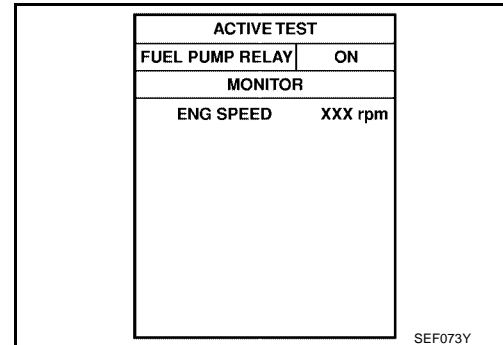 ACTIVE TEST
FUEL PUMP RELAY ON
MONITOR
ENG SPEED XXX rpm
SEF073Y